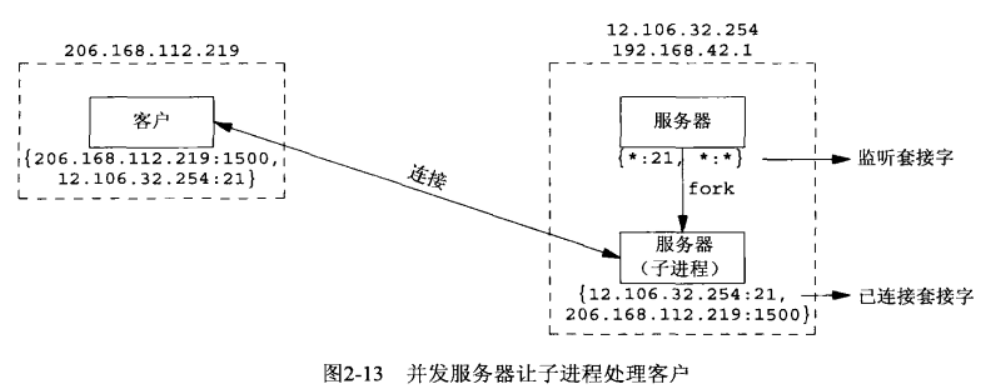 206.168.112.219
客户
{206.168.112.219:1500,
12.106.32.254:21}
连接
12.106.32.254
192.168.42.1
服务器
{*:21, *:*}
监听套接字
fork
服务器
（子进程）
{12.106.32.254:21,
206.168.112.219:1500}
已连接套接字
图2-13 并发服务器让子进程处理客户